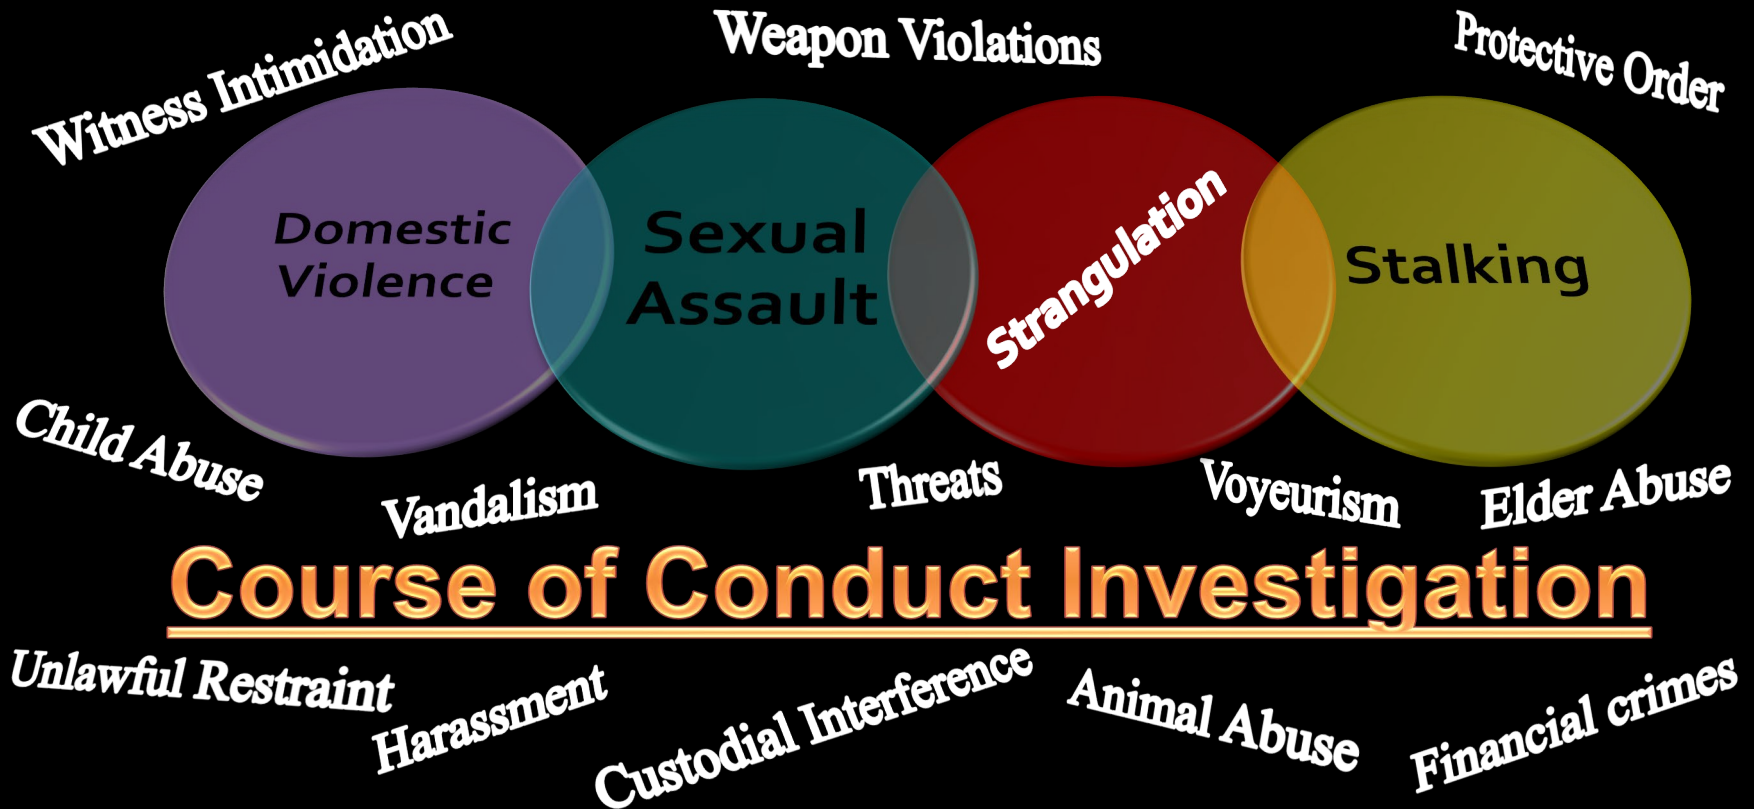 Witness Intimidation
Weapon Violations
Protective Order
Domestic
Violence
Sexual
Assault
Strangulation
Stalking
Child Abuse
Vandalism
Threats
Voyeurism
Elder Abuse
Course of Conduct Investigation
Unlawful Restraint
Harassment
Custodial Interference
Animal Abuse
Financial crimes